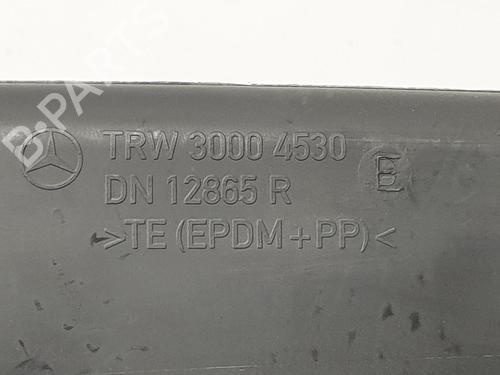 B-PARTS
TRW 3000 4530
DN 12865 R
E
>TE (EPDM+PP)<